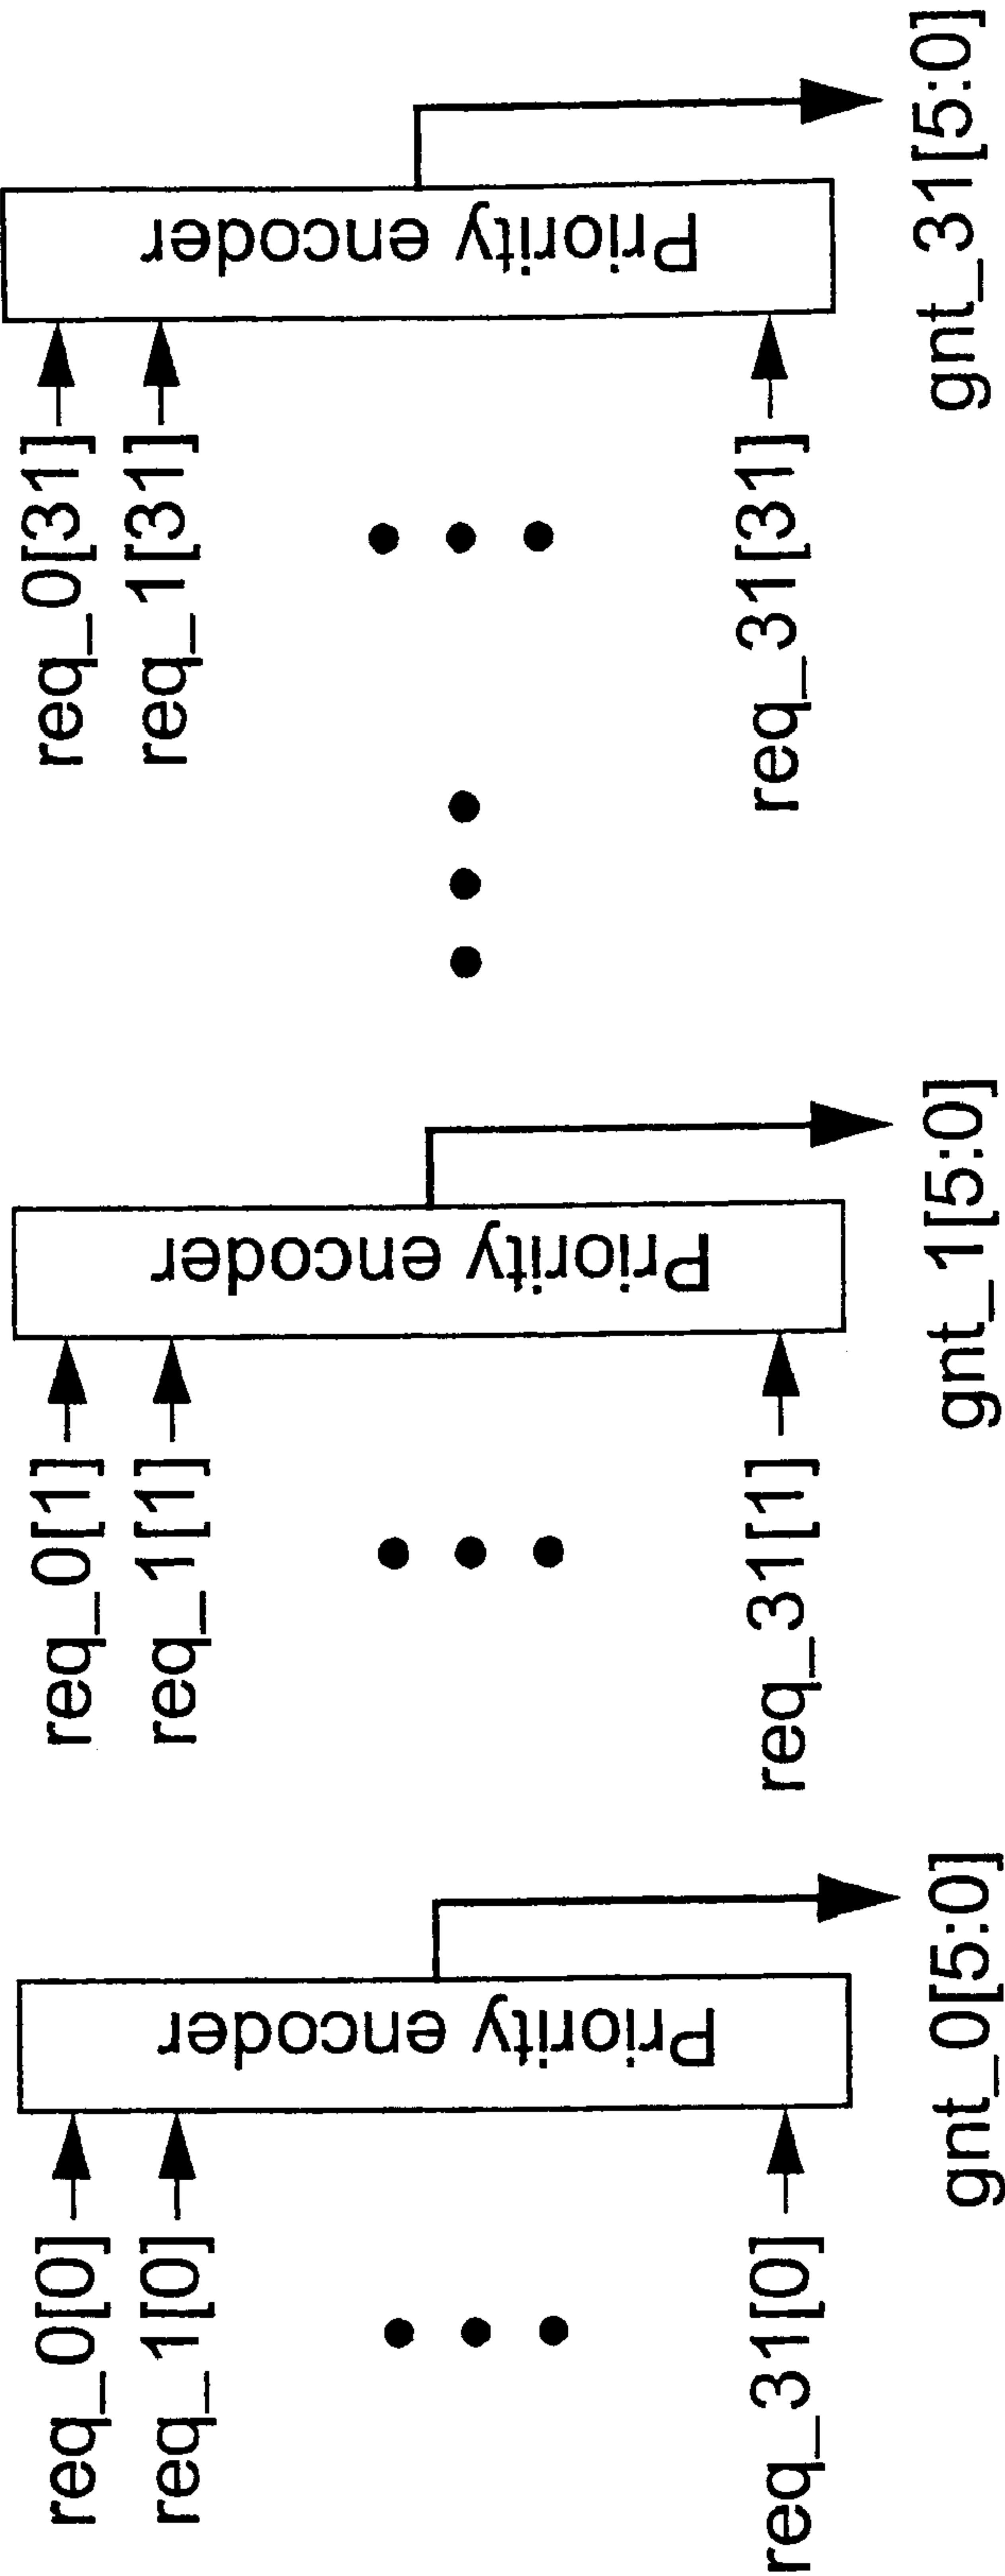 req_0[0]
req_1[0]
req_31[0]
Priority encoder
gnt_0[5:0]
req_0[1]
req_1[1]
req_31[1]
Priority encoder
gnt_1[5:0]
req_0[31]
req_1[31]
req_31[31]
Priority encoder
gnt_31[5:0]